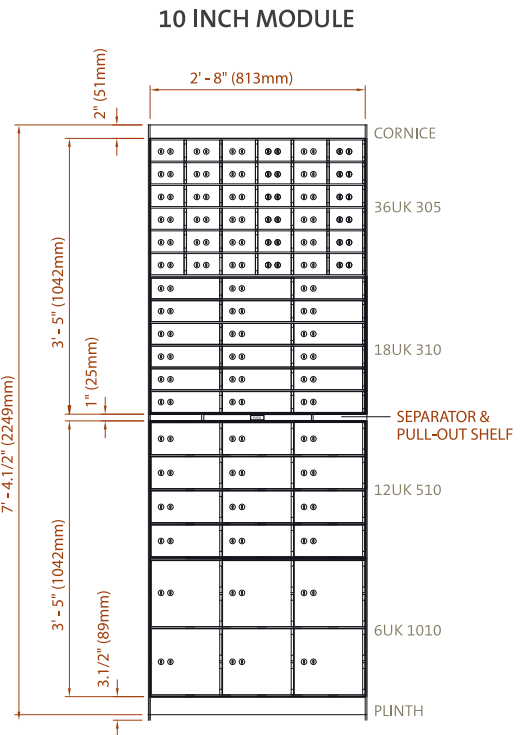 10 INCH MODULE
2" (51mm)
2' - 8" (813mm)
CORNICE
36UK 305
3' - 5" (1042mm)
18UK 310
1" (25mm)
7' - 4.1/2" (2249mm)
SEPARATOR &
PULL-OUT SHELF
12UK 510
3' - 5" (1042mm)
3.1/2" (89mm)
6UK 1010
PLINTH